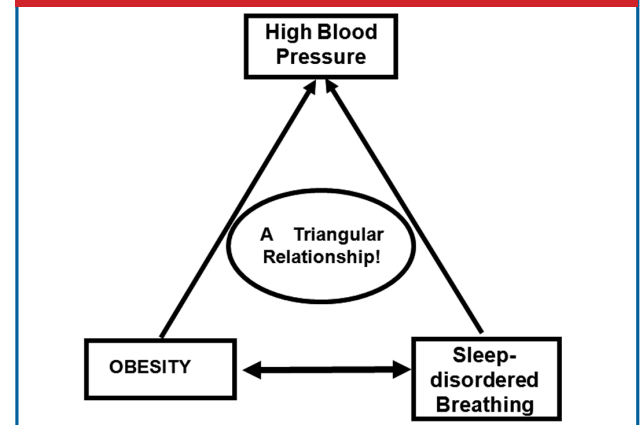 High Blood
Pressure
A Triangular
Relationship!
OBESITY
Sleep-
disordered
Breathing